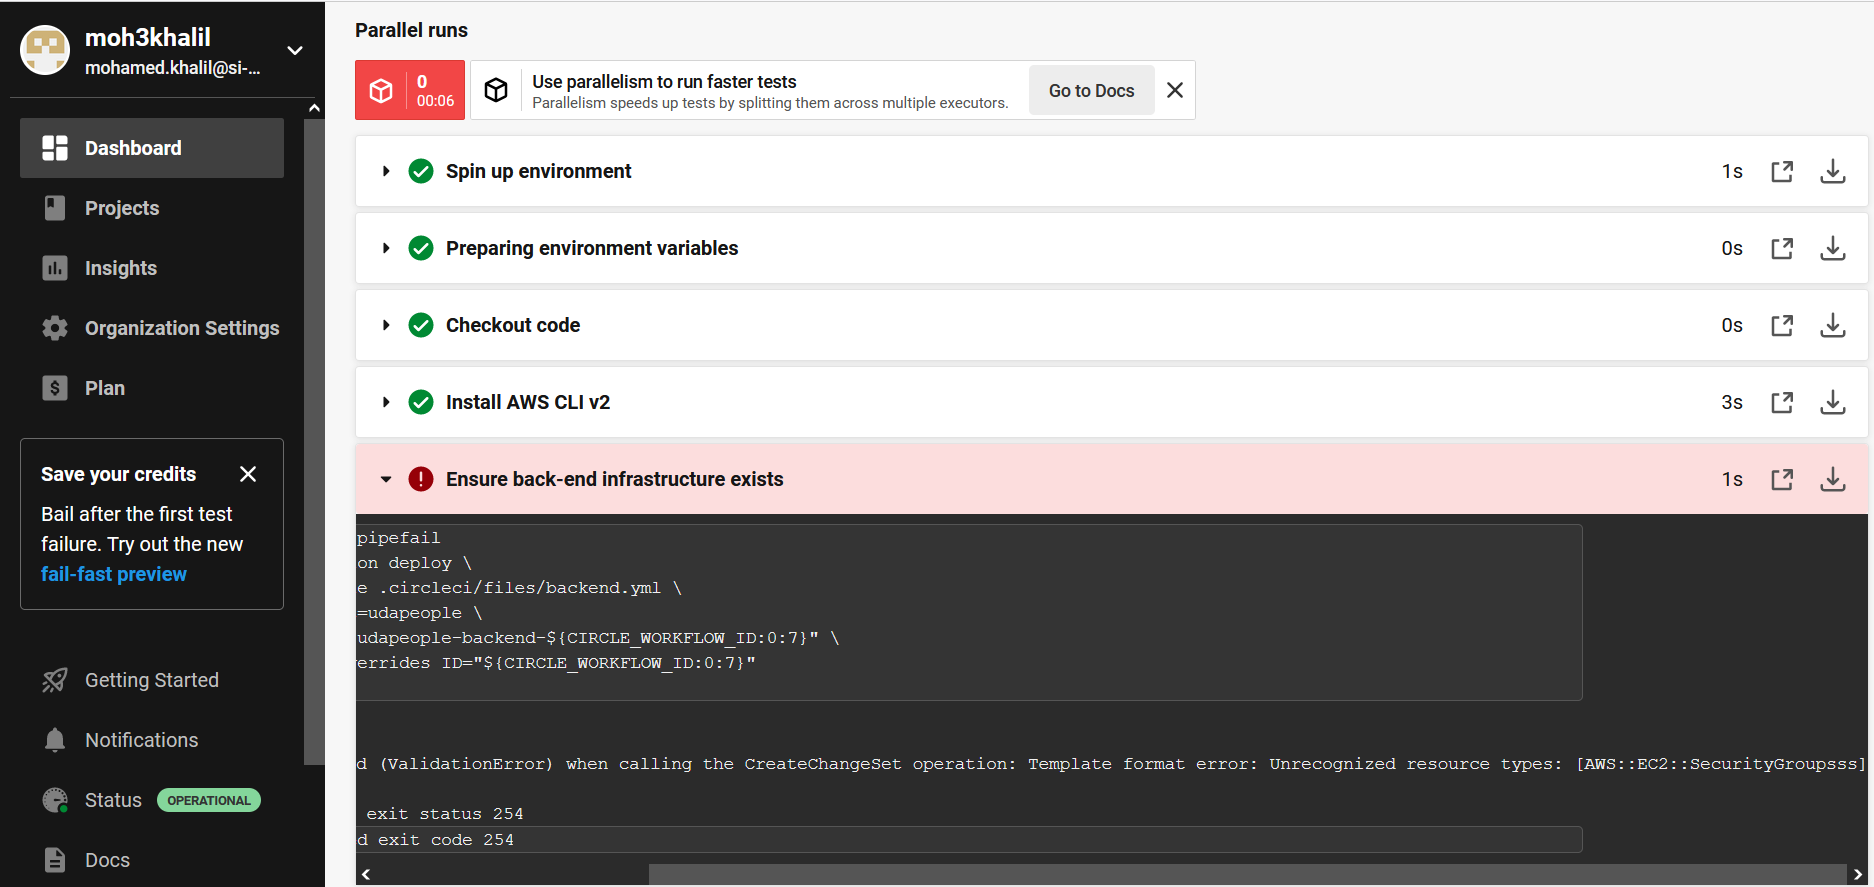 moh3khalil
mohamed.khalil@si-...
Dashboard
Projects
Insights
Organization Settings
Plan
Save your credits
Bail after the first test
failure. Try out the new
fail-fast preview
Getting Started
Notifications
Status OPERATIONAL
Docs
Parallel runs
0
00:06
Use parallelism to run faster tests
Parallelism speeds up tests by splitting them across multiple executors.
Go to Docs
Spin up environment 1s
Preparing environment variables 0s
Checkout code 0s
Install AWS CLI v2 3s
Ensure back-end infrastructure exists 1s
pipefail
on deploy \
e .circleci/files/backend.yml \
=udapeople \
udapeople-backend-${CIRCLE_WORKFLOW_ID:0:7}" \
errides ID="${CIRCLE_WORKFLOW_ID:0:7}"
d (ValidationError) when calling the CreateChangeSet operation: Template format error: Unrecognized resource types: [AWS::EC2::SecurityGroupsss]
exit status 254
d exit code 254